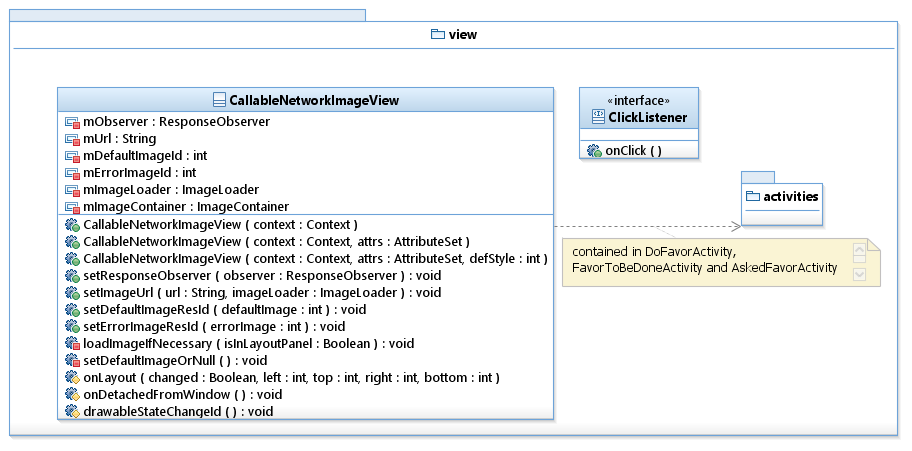 view
CallableNetworkImageView
mObserver : ResponseObserver
mUrl : String
mDefaultImageId : int
mErrorImageId : int
mImageLoader : ImageLoader
mImageContainer : ImageContainer
CallableNetworkImageView ( context : Context )
CallableNetworkImageView ( context : Context, attrs : AttributeSet )
CallableNetworkImageView ( context : Context, attrs : AttributeSet, defStyle : int )
setResponseObserver ( observer : ResponseObserver ) : void
setImageUrl ( url : String, imageLoader : ImageLoader ) : void
setDefaultImageResId ( defaultImage : int ) : void
setErrorImageResId ( errorImage : int ) : void
loadImageIfNecessary ( isInLayoutPanel : Boolean ) : void
setDefaultImageOrNull ( ) : void
onLayout ( changed : Boolean, left : int, top : int, right : int, bottom : int )
onDetachedFromWindow ( ) : void
drawableStateChangeId ( ) : void
«interface»
ClickListener
onClick ( )
activities
contained in DoFavorActivity,
FavorToBeDoneActivity and AskedFavorActivity